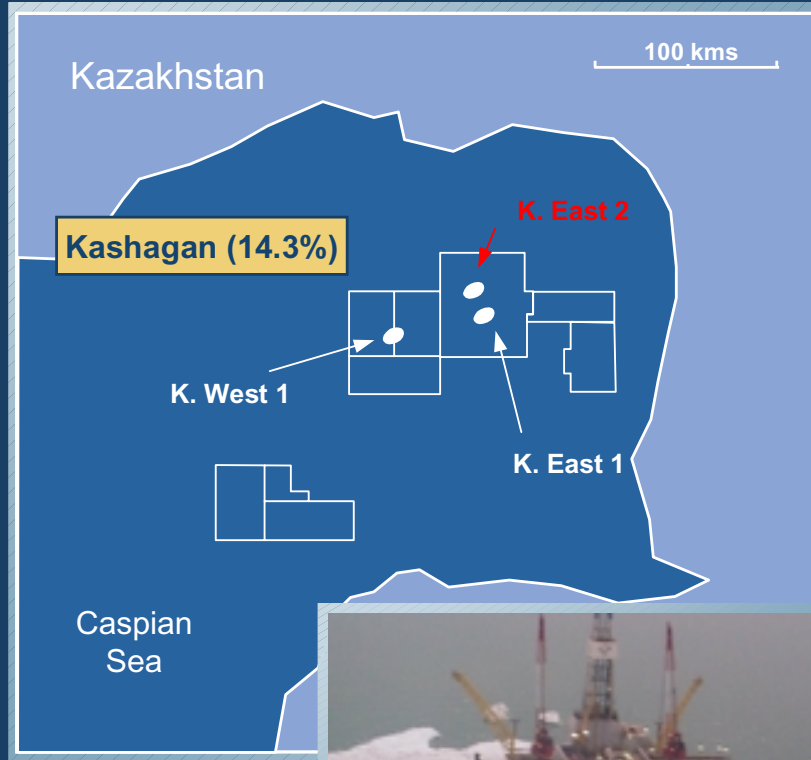 100 kms
Kazakhstan
K. East 2
Kashagan (14.3%)
K. West 1
K. East 1
Caspian
Sea